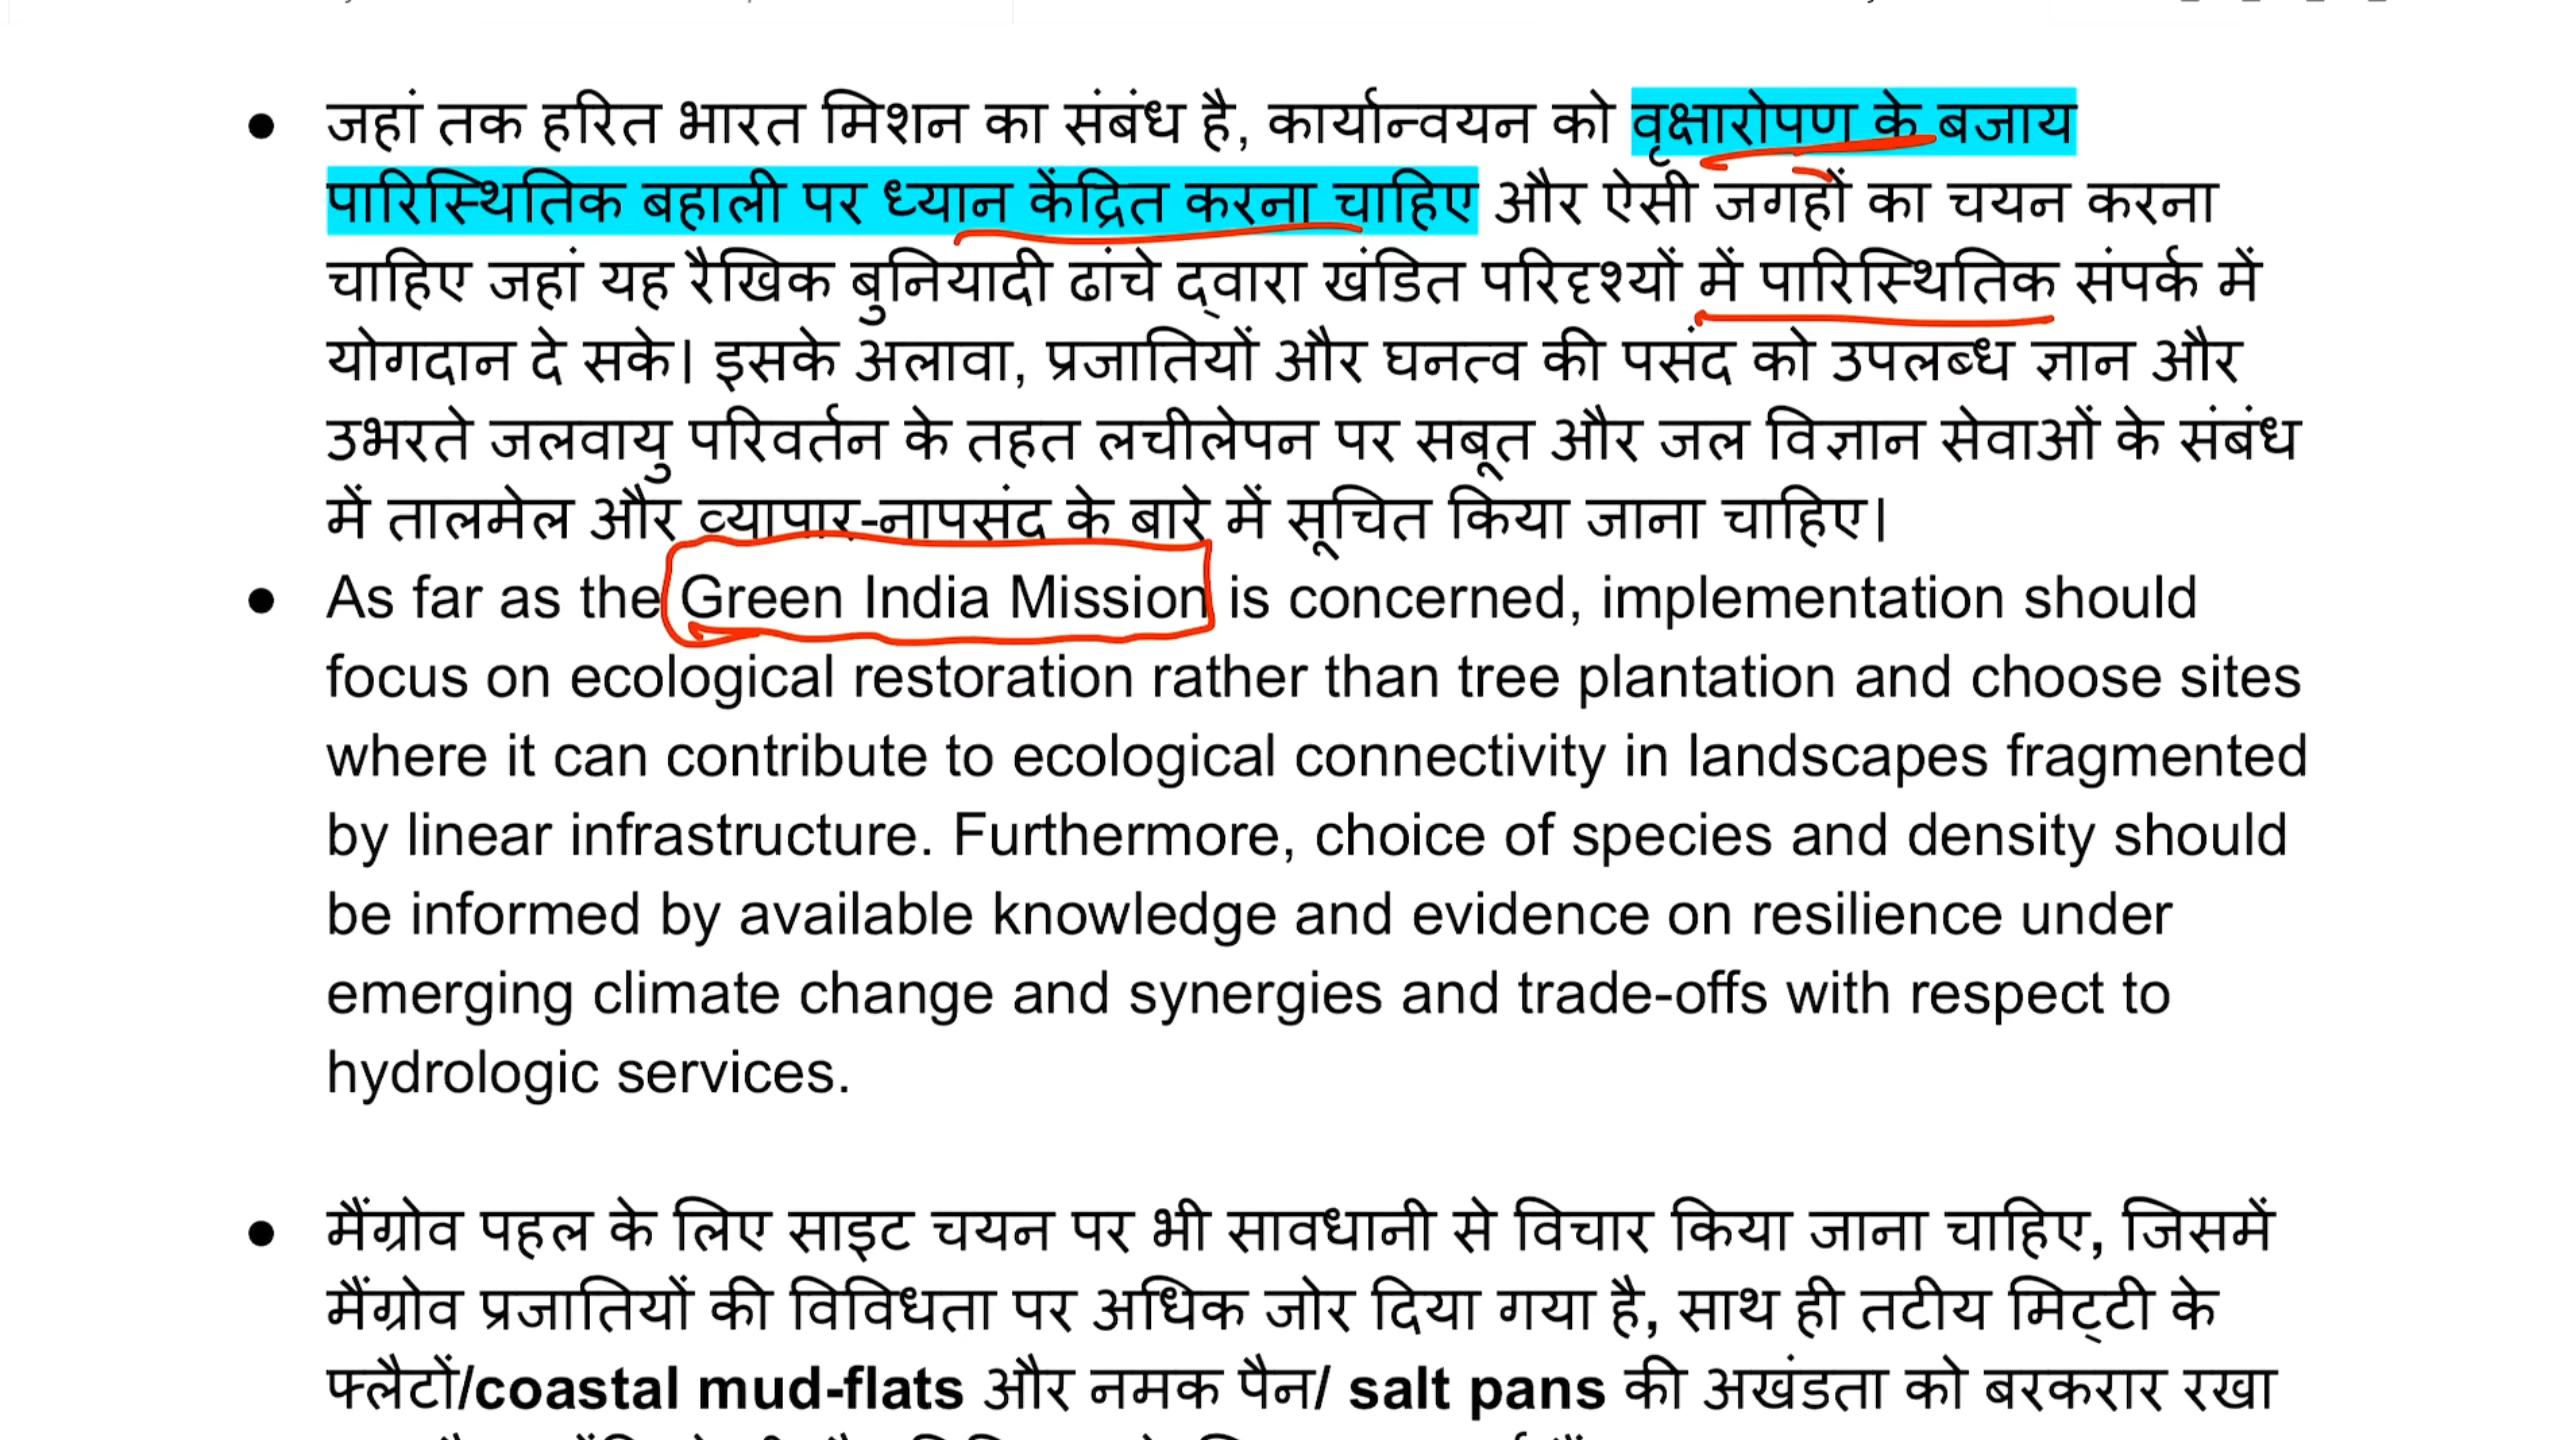 जहां तक हरित भारत मिशन का संबंध है, कार्यान्वयन को वृक्षारोपण के बजाय
पारिस्थितिक बहाली पर ध्यान केंद्रित करना चाहिए और ऐसी जगहों का चयन करना
चाहिए जहां यह रैखिक बुनियादी ढांचे द्वारा खंडित परिदृश्यों में पारिस्थितिक संपर्क में
योगदान दे सके। इसके अलावा, प्रजातियों और घनत्व की पसंद को उपलब्ध ज्ञान और
उभरते जलवायु परिवर्तन के तहत लचीलेपन पर सबूत और जल विज्ञान सेवाओं के संबंध
में तालमेल और व्यापार-नापसंद के बारे में सूचित किया जाना चाहिए।
As far as the Green India Mission is concerned, implementation should
focus on ecological restoration rather than tree plantation and choose sites
where it can contribute to ecological connectivity in landscapes fragmented
by linear infrastructure. Furthermore, choice of species and density should
be informed by available knowledge and evidence on resilience under
emerging climate change and synergies and trade-offs with respect to
hydrologic services.
मैंग्रोव पहल के लिए साइट चयन पर भी सावधानी से विचार किया जाना चाहिए, जिसमें
मैंग्रोव प्रजातियों की विविधता पर अधिक जोर दिया गया है, साथ ही तटीय मिट्टी के
फ्लैटों/coastal mud-flats और नमक पैन/ salt pans की अखंडता को बरकरार रखा